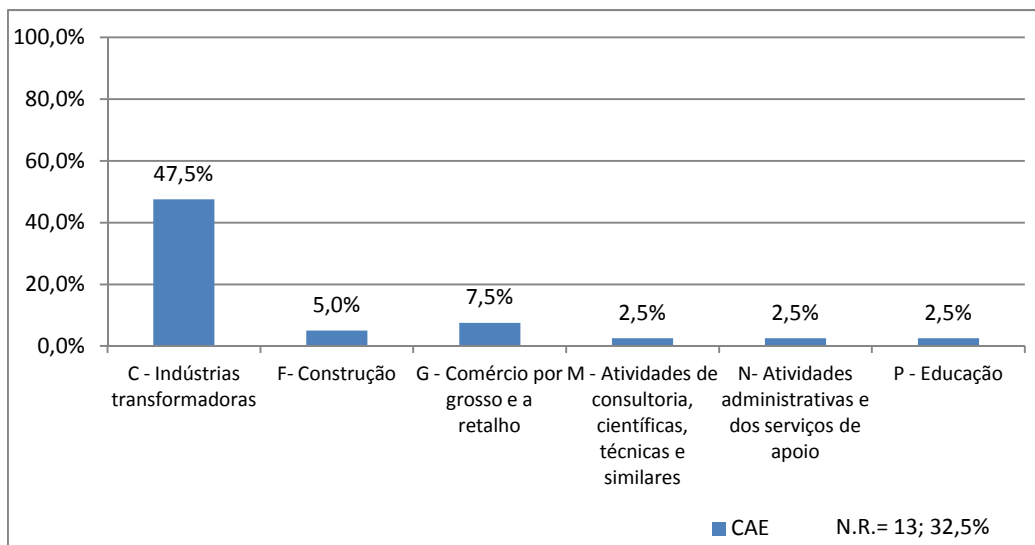 100,0%
80,0%
60,0%
47,5%
40,0%
20,0%
5,0%
7,5%
2,5%
2,5%
2,5%
0,0%
C - Indústrias
transformadoras
F- Construção
G - Comércio por
grosso e a
retalho
M - Atividades de
consultoria,
científicas,
técnicas e
similares
N- Atividades
administrativas e
dos serviços de
apoio
P - Educação
CAE
N.R.= 13; 32,5%